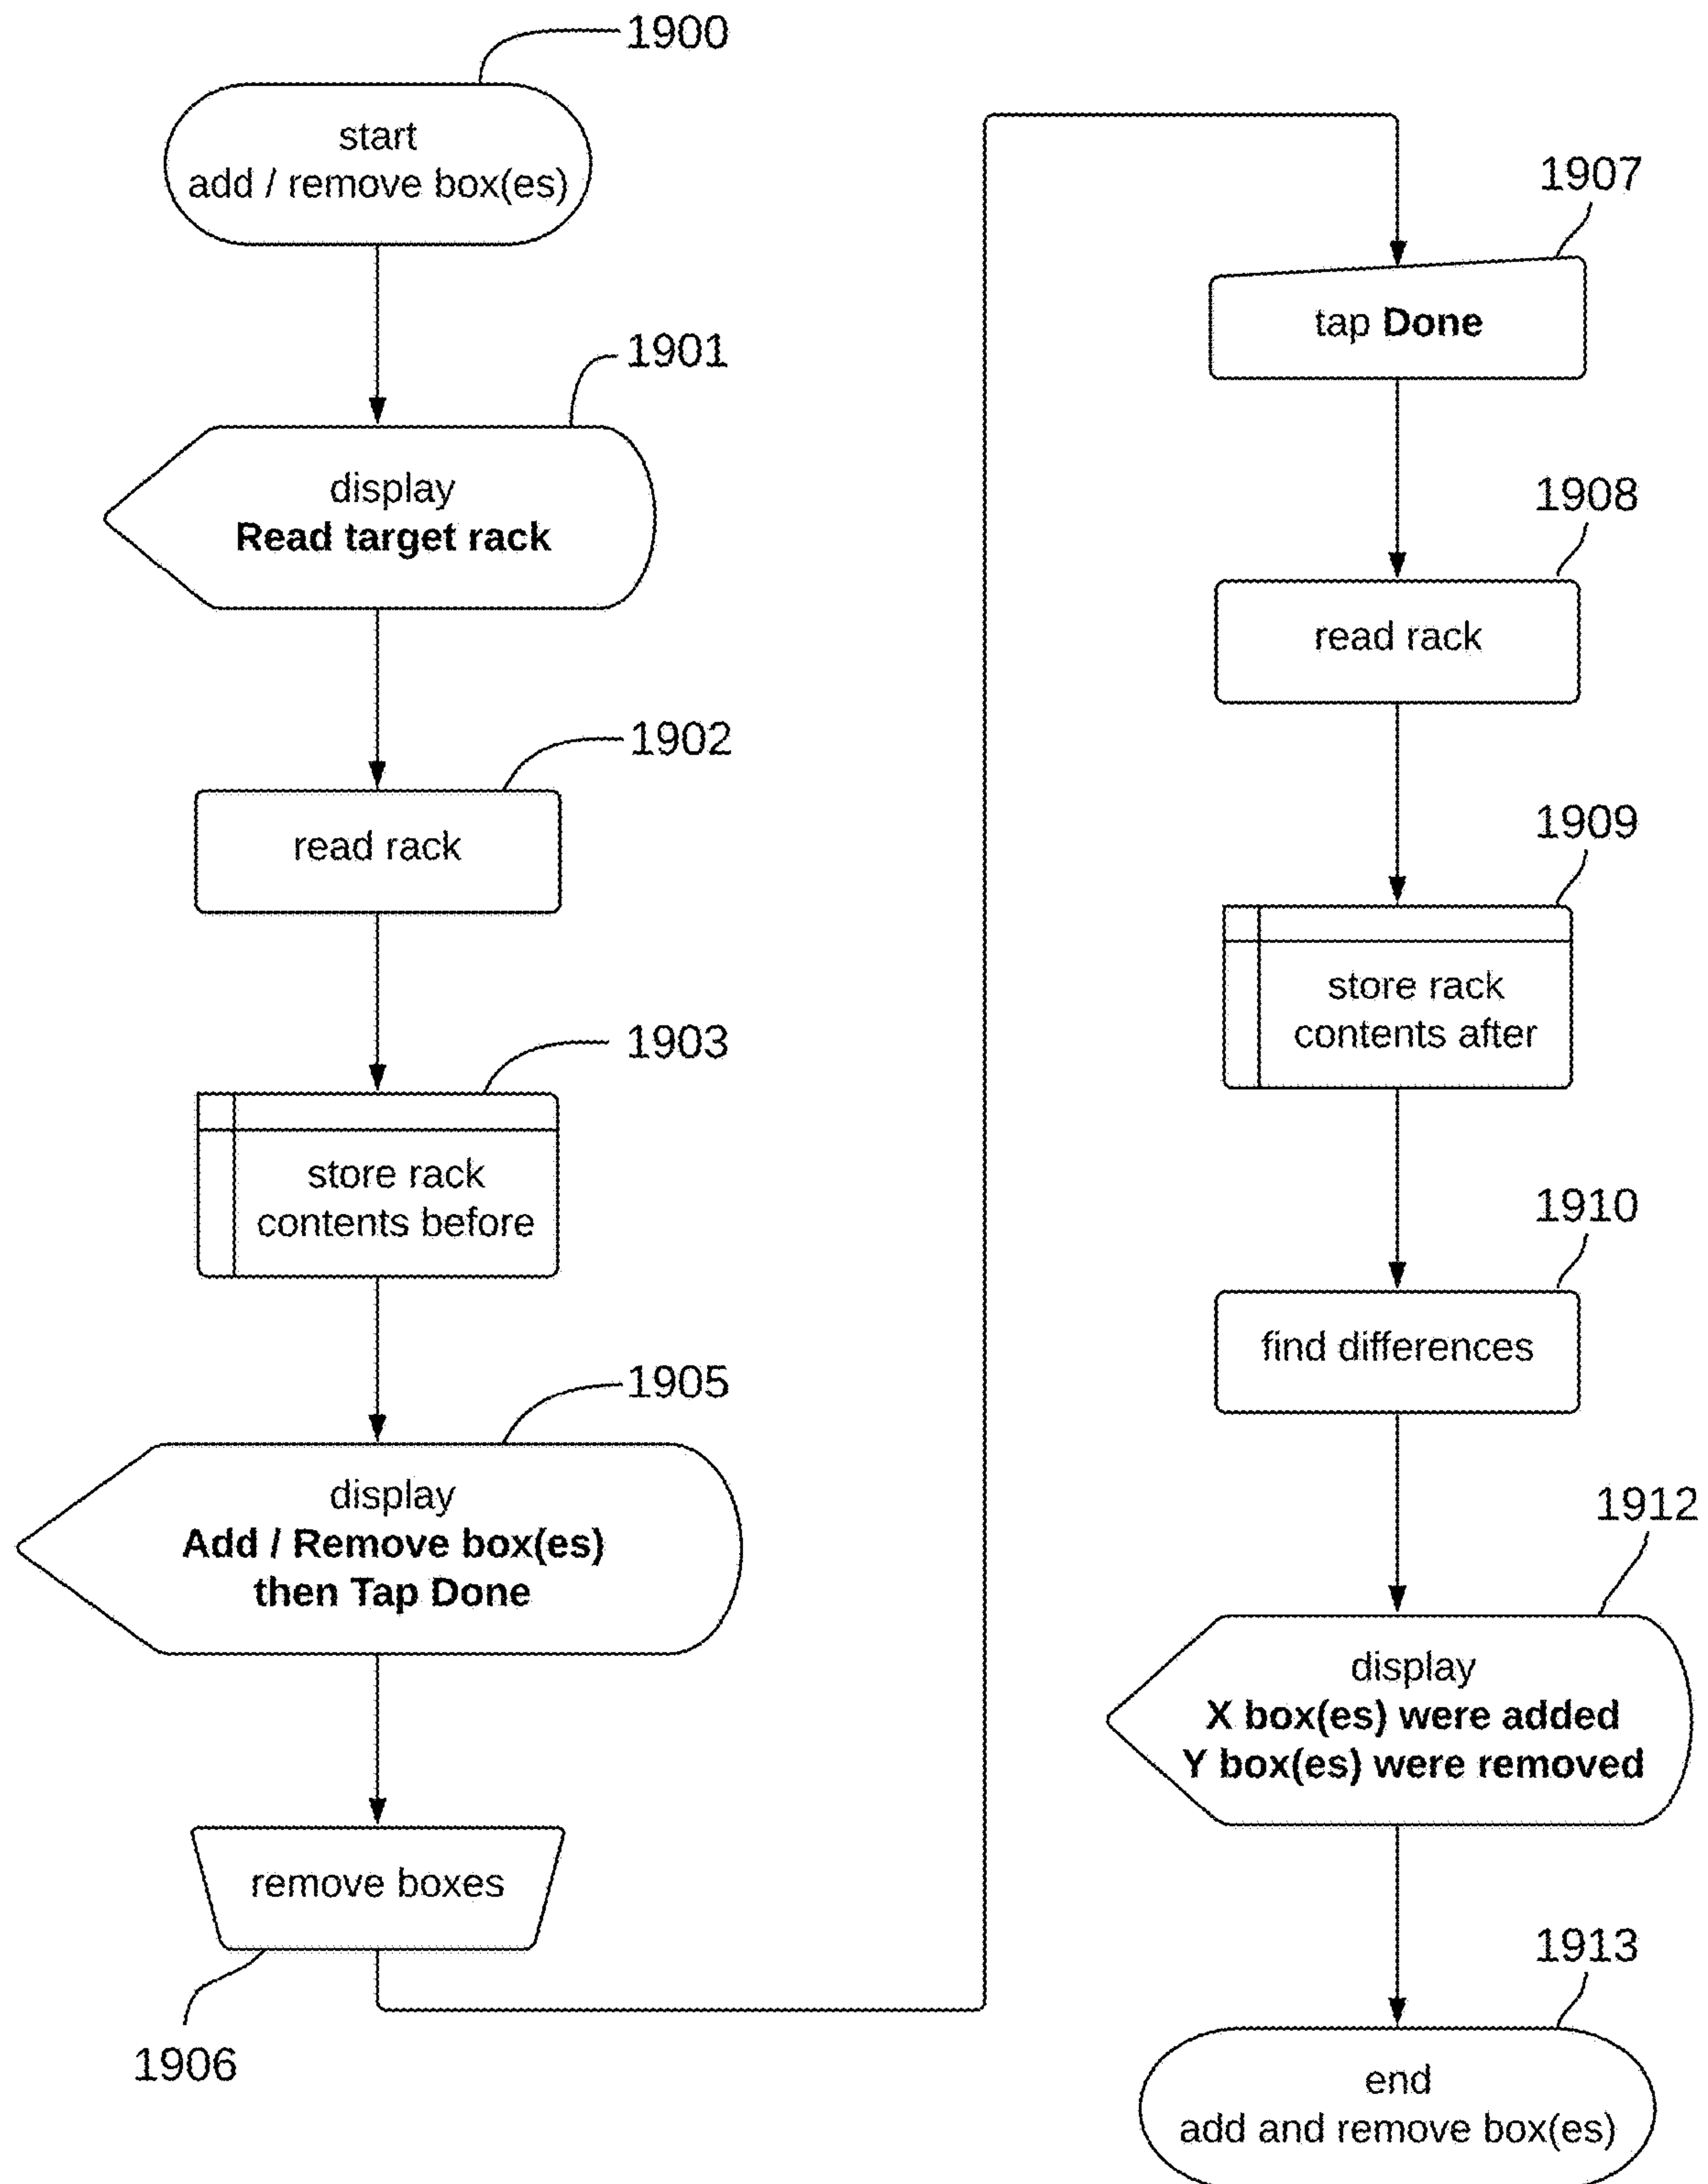 1900
start
add / remove box(es)
1901
display
Read target rack
1902
read rack
1903
store rack
contents before
1905
display
Add / Remove box(es)
then Tap Done
remove boxes
1906
1907
tap Done
1908
read rack
1909
store rack
contents after
1910
find differences
1912
display
X box(es) were added
Y box(es) were removed
1913
end
add and remove box(es)